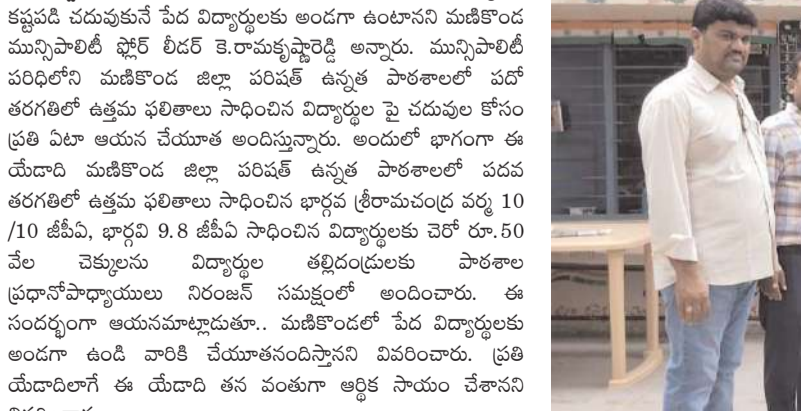 కష్టపడి చదువుకునే పేద విద్యార్థులకు అండగా ఉంటానని మణికొండ
మున్సిపాలిటీ ఫ్లోర్ లీడర్ కె.రామకృష్ణారెడ్డి అన్నారు. మున్సిపాలిటీ
పరిధిలోని మణికొండ జిల్లా పరిషత్ ఉన్నత పాఠశాలలో పదో
తరగతిలో ఉత్తమ ఫలితాలు సాధించిన విద్యార్థుల పై చదువుల కోసం
ప్రతి ఏటా ఆయన చేయూత అందిస్తున్నారు. అందులో భాగంగా ఈ
యేడాది మణికొండ జిల్లా పరిషత్ ఉన్నత పాఠశాలలో పదవ
తరగతిలో ఉత్తమ ఫలితాలు సాధించిన భార్గవ శ్రీరామచంద్ర వర్మ 10
/10 జీపీఏ, భార్గవి 9.8 జీపీఏ సాధించిన విద్యార్థులకు చెరో రూ.50
వేల చెక్కులను విద్యార్థుల తల్లిదండ్రులకు పాఠశాల
ప్రధానోపాధ్యాయులు నిరంజన్ సమక్షంలో అందించారు. ఈ
సందర్భంగా ఆయనమాట్లాడుతూ.. మణికొండలో పేద విద్యార్థులకు
అండగా ఉండి వారికి చేయూతనందిస్తానని వివరించారు. ప్రతి
యేడాదిలాగే ఈ యేడాది తన వంతుగా ఆర్థిక సాయం చేశానని